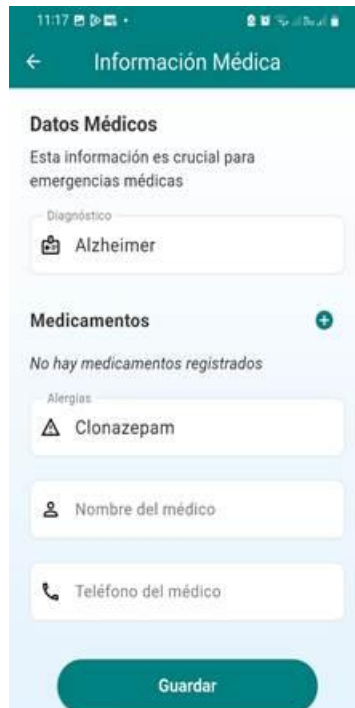 11:17
Información Médica
Datos Médicos
Esta información es crucial para
emergencias médicas
Diagnóstico
Alzheimer
Medicamentos
No hay medicamentos registrados
Alergias
Clonazepam
Nombre del médico
Teléfono del médico
Guardar